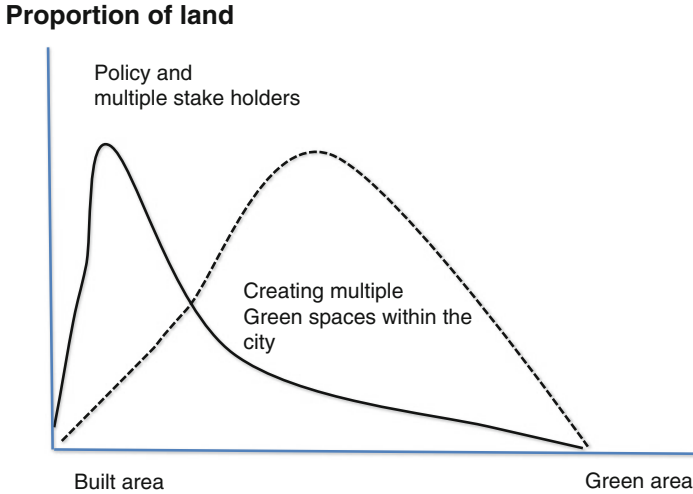 Proportion of land
Policy and
multiple stake holders
Creating multiple
Green spaces within the
city
Built area
Green area